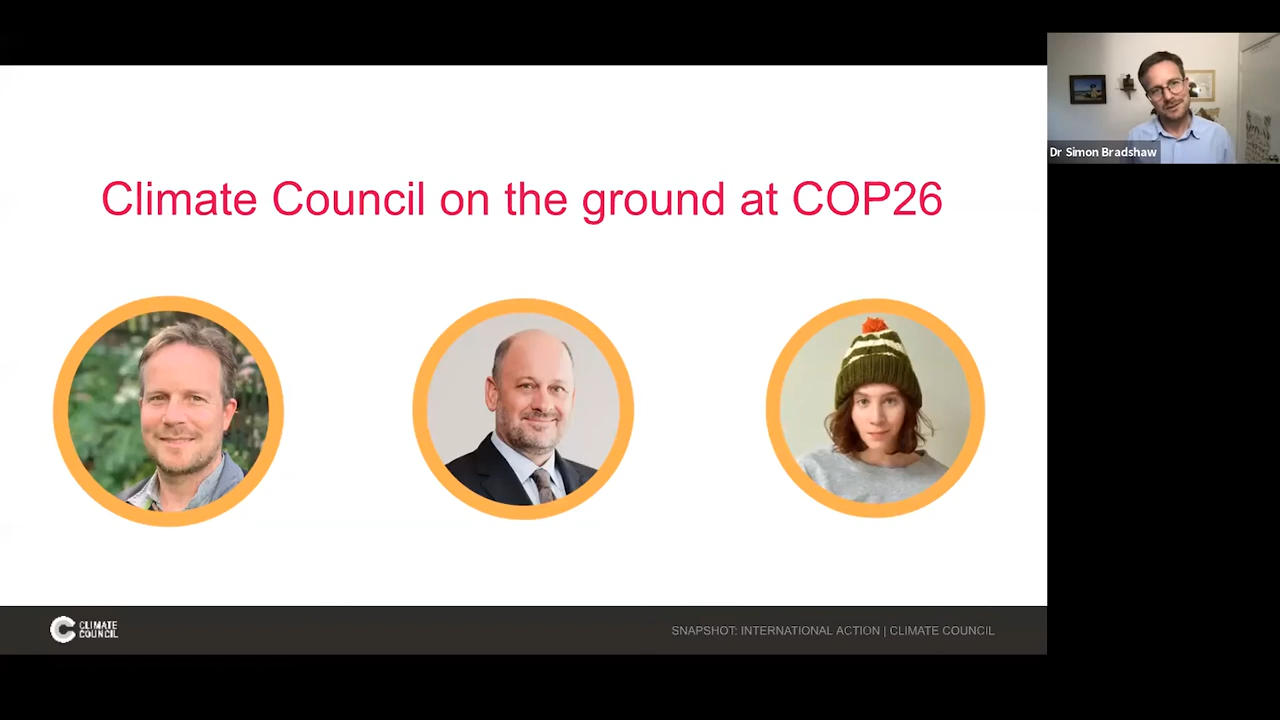 Climate Council on the ground at COP26
Dr Simon Bradshaw
CLIMATE
COUNCIL
SNAPSHOT: INTERNATIONAL ACTION | CLIMATE COUNCIL